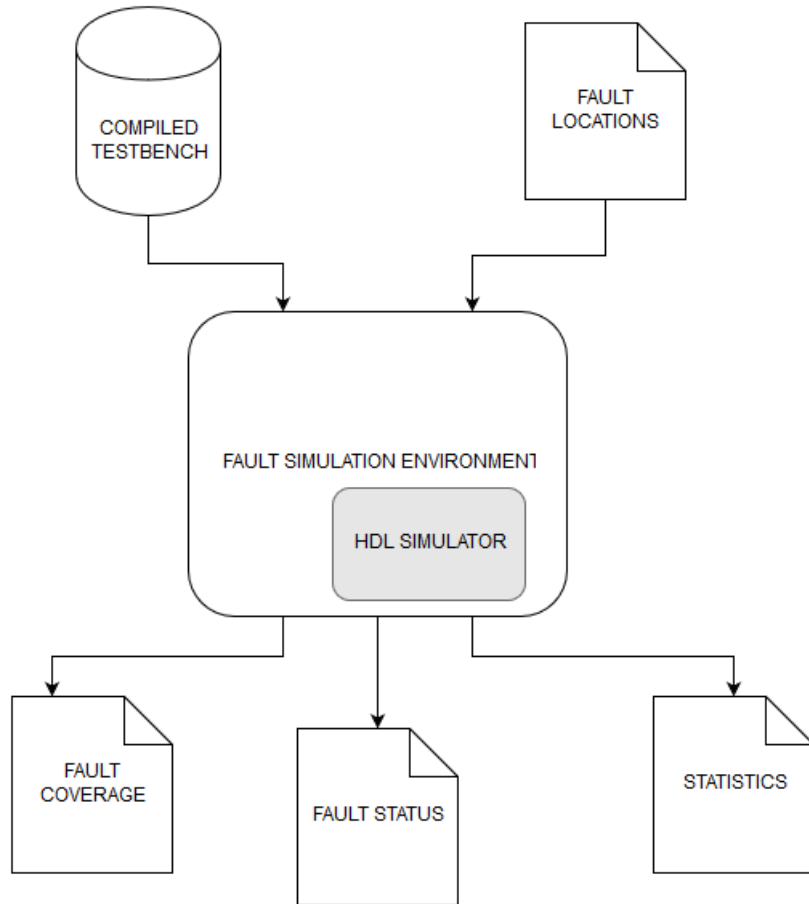 COMPILED
TESTBENCH
FAULT
LOCATIONS
FAULT SIMULATION ENVIRONMENT
HDL SIMULATOR
FAULT
COVERAGE
FAULT STATUS
STATISTICS